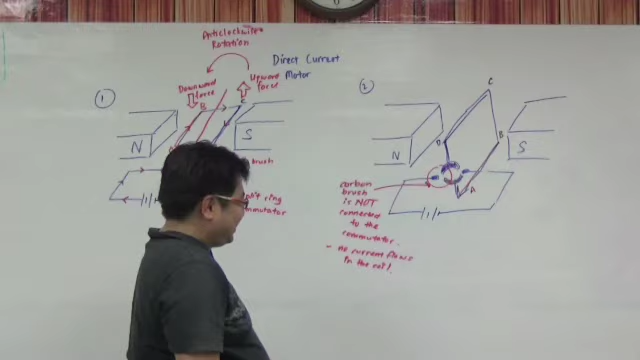 Anticlockwise
Rotation
Direct Current
Motor
①
Downward
force
Upward
force
B
C
N
S
brush
ring
②
C
D
B
A
N
S
carbon
brush
is NOT
connected
to the
commutator.
- no current flows
in the coil!